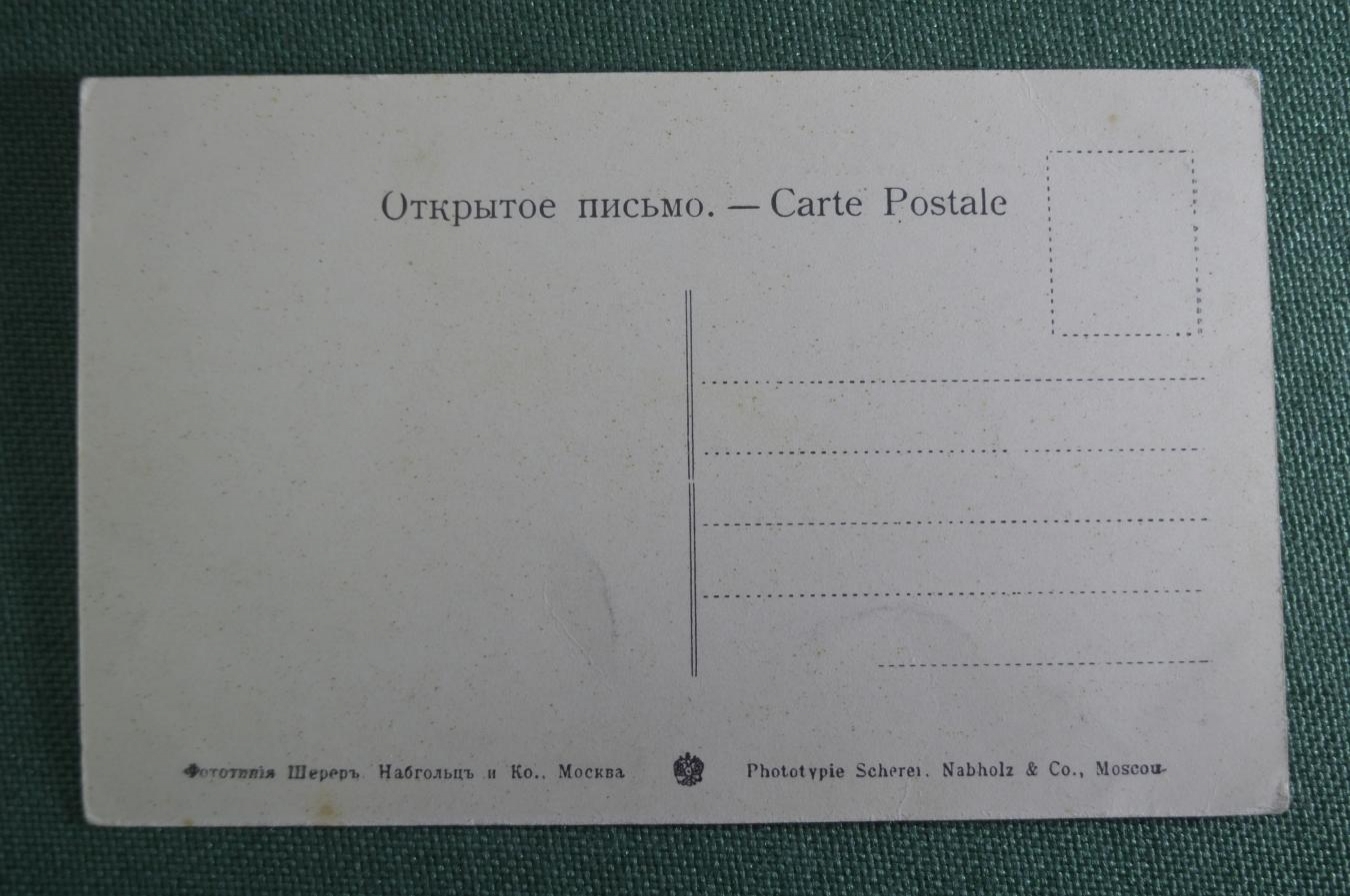 Открытое письмо. — Carte Postale
Фототипія Шереръ, Набгольцъ и Ко., Москва
Phototypie Scherer, Nabholz & Co., Moscou